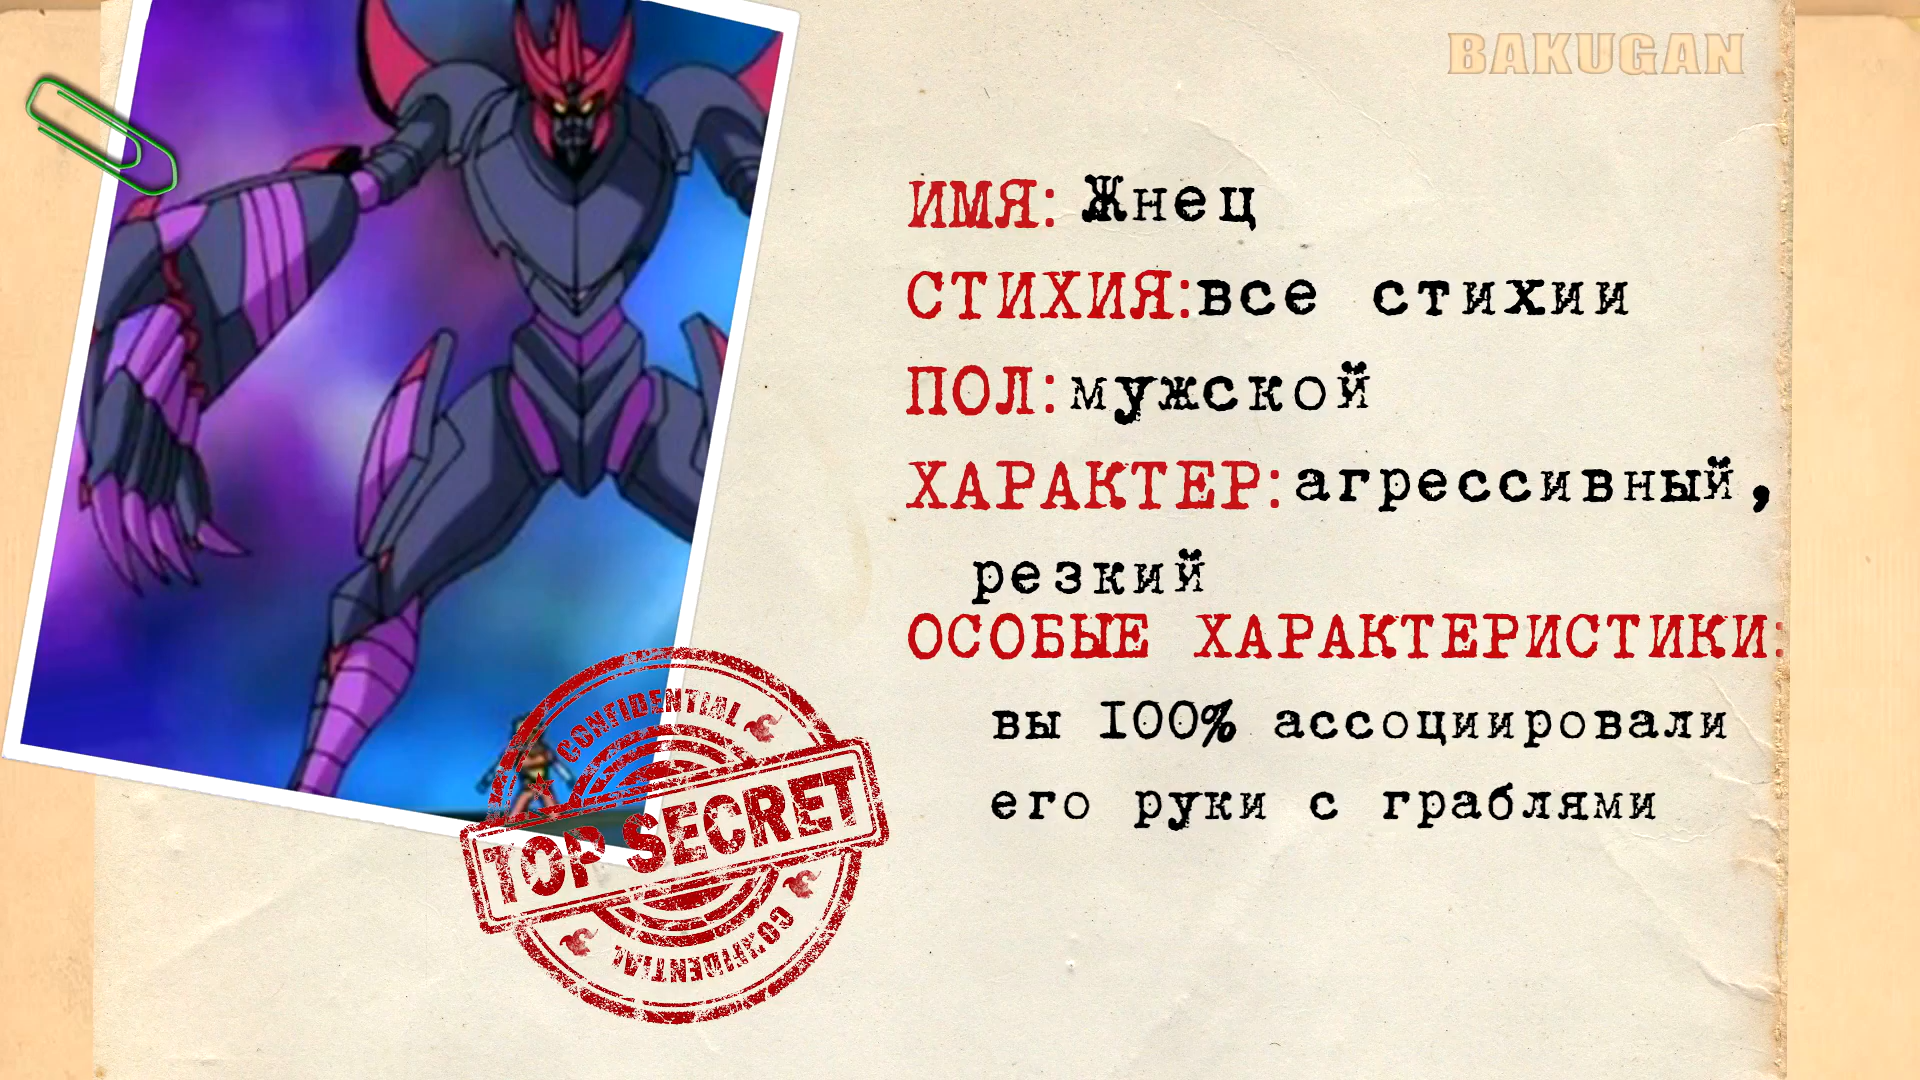 BAKUGAN
ИМЯ: Жнец
СТИХИЯ:все стихии
ПОЛ:мужской
ХАРАКТЕР:агрессивный,
резкий
ОСОБЫЕ ХАРАКТЕРИСТИКИ:
вы 100% ассоциировали
его руки с граблями
CONFIDENTIAL
TOP SECRET
CONFIDENTIAL